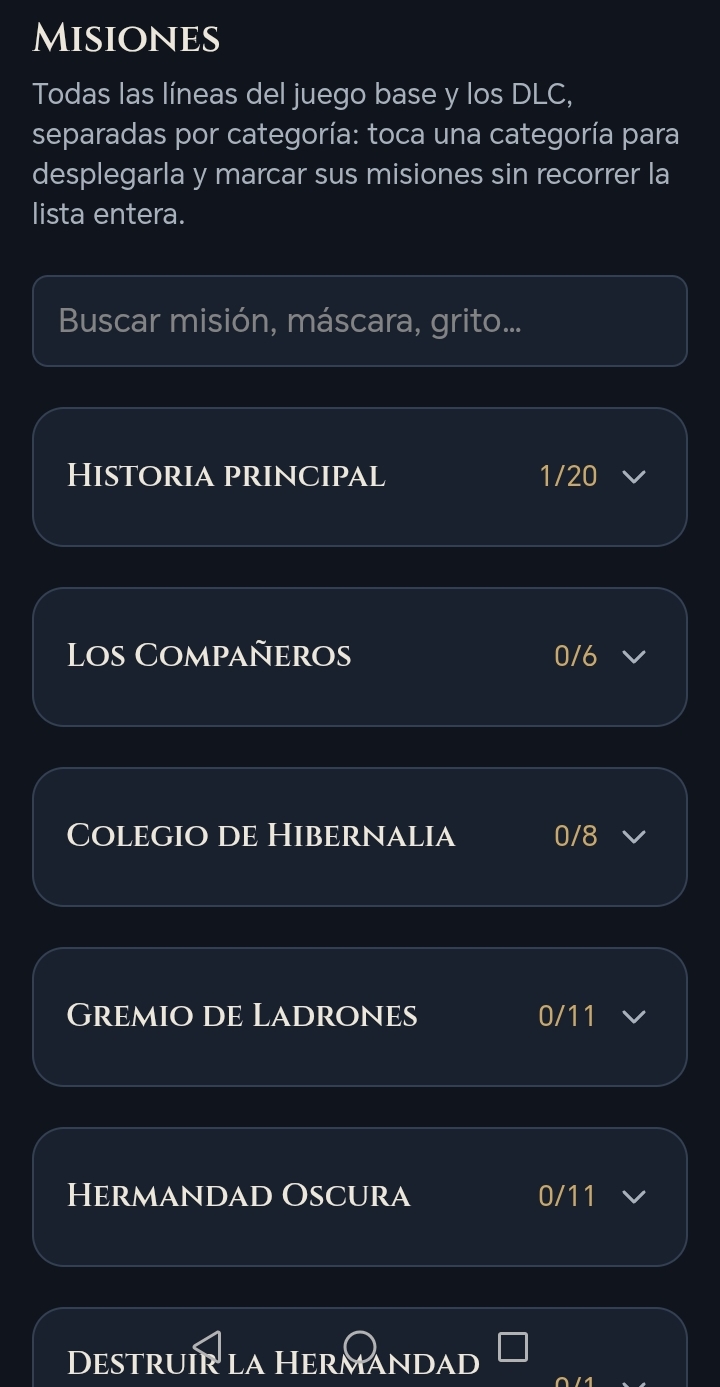 Misiones
Todas las líneas del juego base y los DLC,
separadas por categoría: toca una categoría para
desplegarla y marcar sus misiones sin recorrer la
lista entera.
Buscar misión, máscara, grito...
Historia principal 1/20
Los Compañeros 0/6
Colegio de Hibernalia 0/8
Gremio de Ladrones 0/11
Hermandad Oscura 0/11
Destruir la Hermandad 0/1